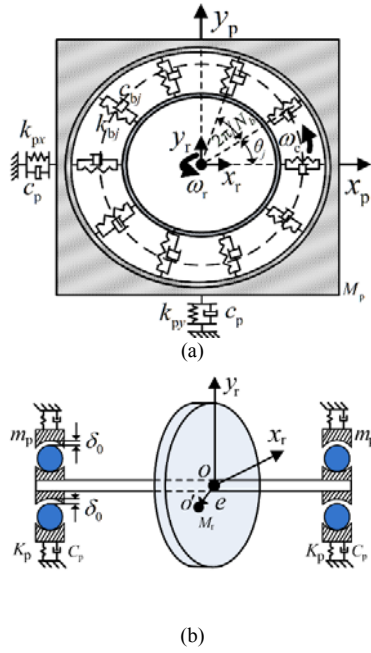 y_p
c_bj
k_bj
2π/N_b
θ_j
ω_c
k_px
c_p
y_r
x_r
ω_r
x_p
M_p
k_py c_p
(a)
y_r
x_r
m_p
δ_0
o
o' e
M_r
m_p
δ_0
K_p C_p
K_p C_p
(b)